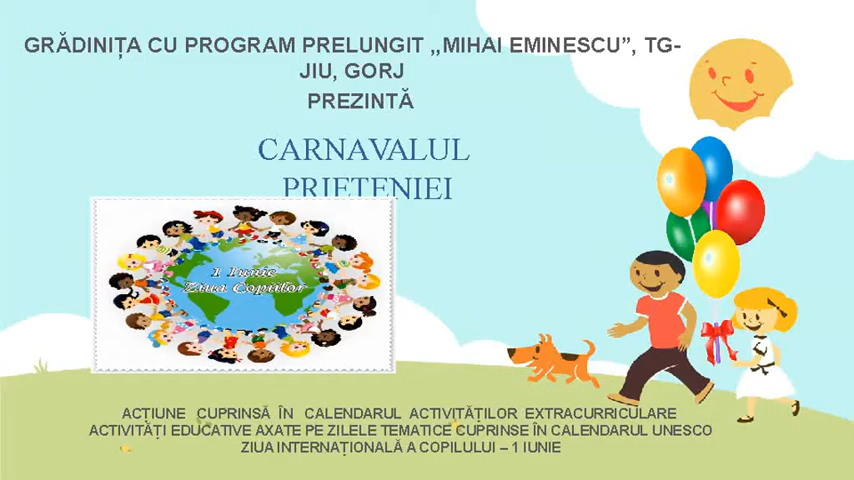 GRĂDINIȚA CU PROGRAM PRELUNGIT „MIHAI EMINESCU”, TG-
JIU, GORJ
PREZINTĂ
CARNAVALUL
PRIETENIEI
1 Iunie
Ziua Copiilor
ACȚIUNE CUPRINSĂ ÎN CALENDARUL ACTIVITĂȚILOR EXTRACURRICULARE
ACTIVITĂȚI EDUCATIVE AXATE PE ZILELE TEMATICE CUPRINSE ÎN CALENDARUL UNESCO
ZIUA INTERNAȚIONALĂ A COPILULUI – 1 IUNIE